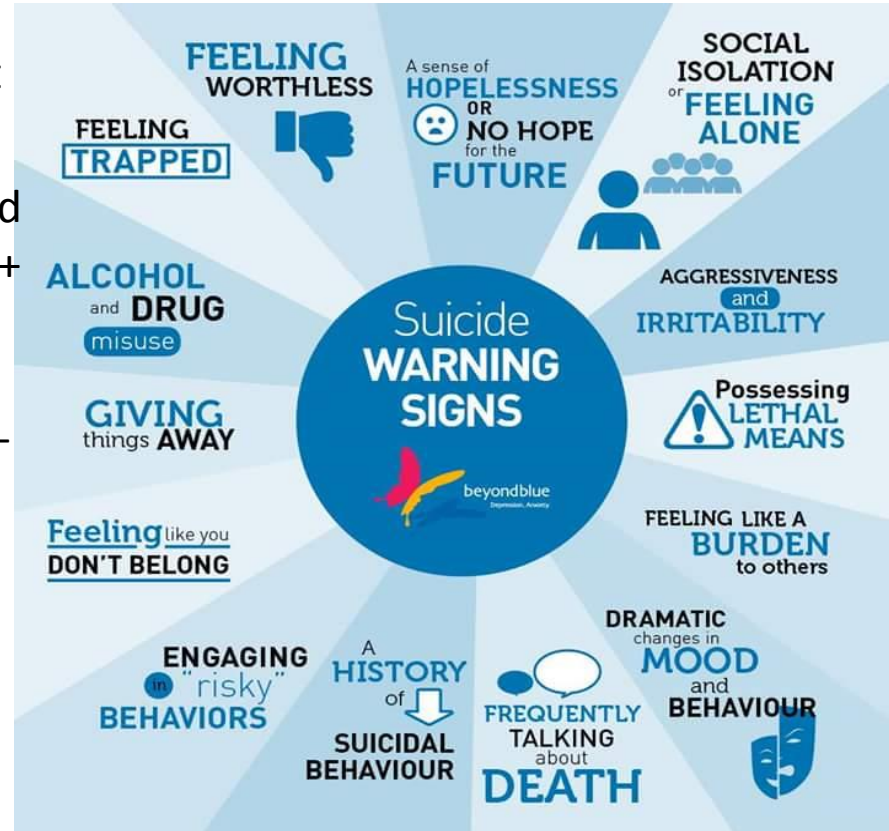 :
d
+
-
FEELING
WORTHLESS
A sense of
HOPELESSNESS
OR
NO HOPE
for the
FUTURE
SOCIAL
ISOLATION
or FEELING
ALONE
FEELING
TRAPPED
AGGRESSIVENESS
and
IRRITABILITY
ALCOHOL
and DRUG
misuse
Suicide
WARNING
SIGNS
beyondblue
Depression. Anxiety.
Possessing
LETHAL
MEANS
GIVING
things AWAY
FEELING LIKE A
BURDEN
to others
Feeling like you
DON'T BELONG
DRAMATIC
changes in
MOOD
and
BEHAVIOUR
ENGAGING
in "risky"
BEHAVIORS
A
HISTORY
of
SUICIDAL
BEHAVIOUR
FREQUENTLY
TALKING
about
DEATH